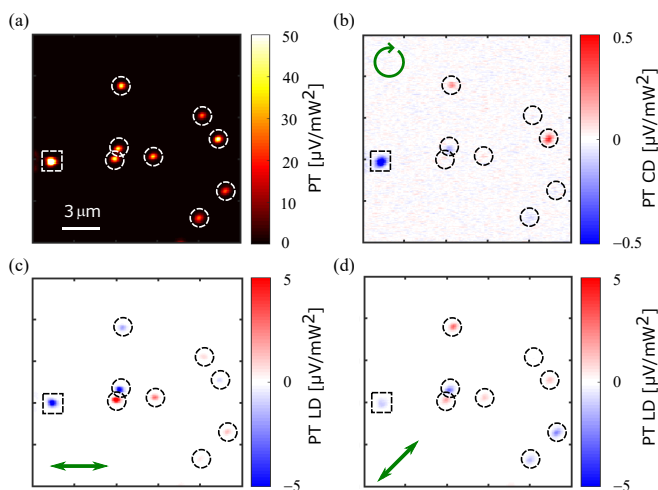 (a)
50
40
30
20
10
0
PT [μV/mW²]
3 μm
(b)
0.5
0
−0.5
PT CD [μV/mW²]
(c)
5
0
−5
PT LD [μV/mW²]
(d)
5
0
−5
PT LD [μV/mW²]